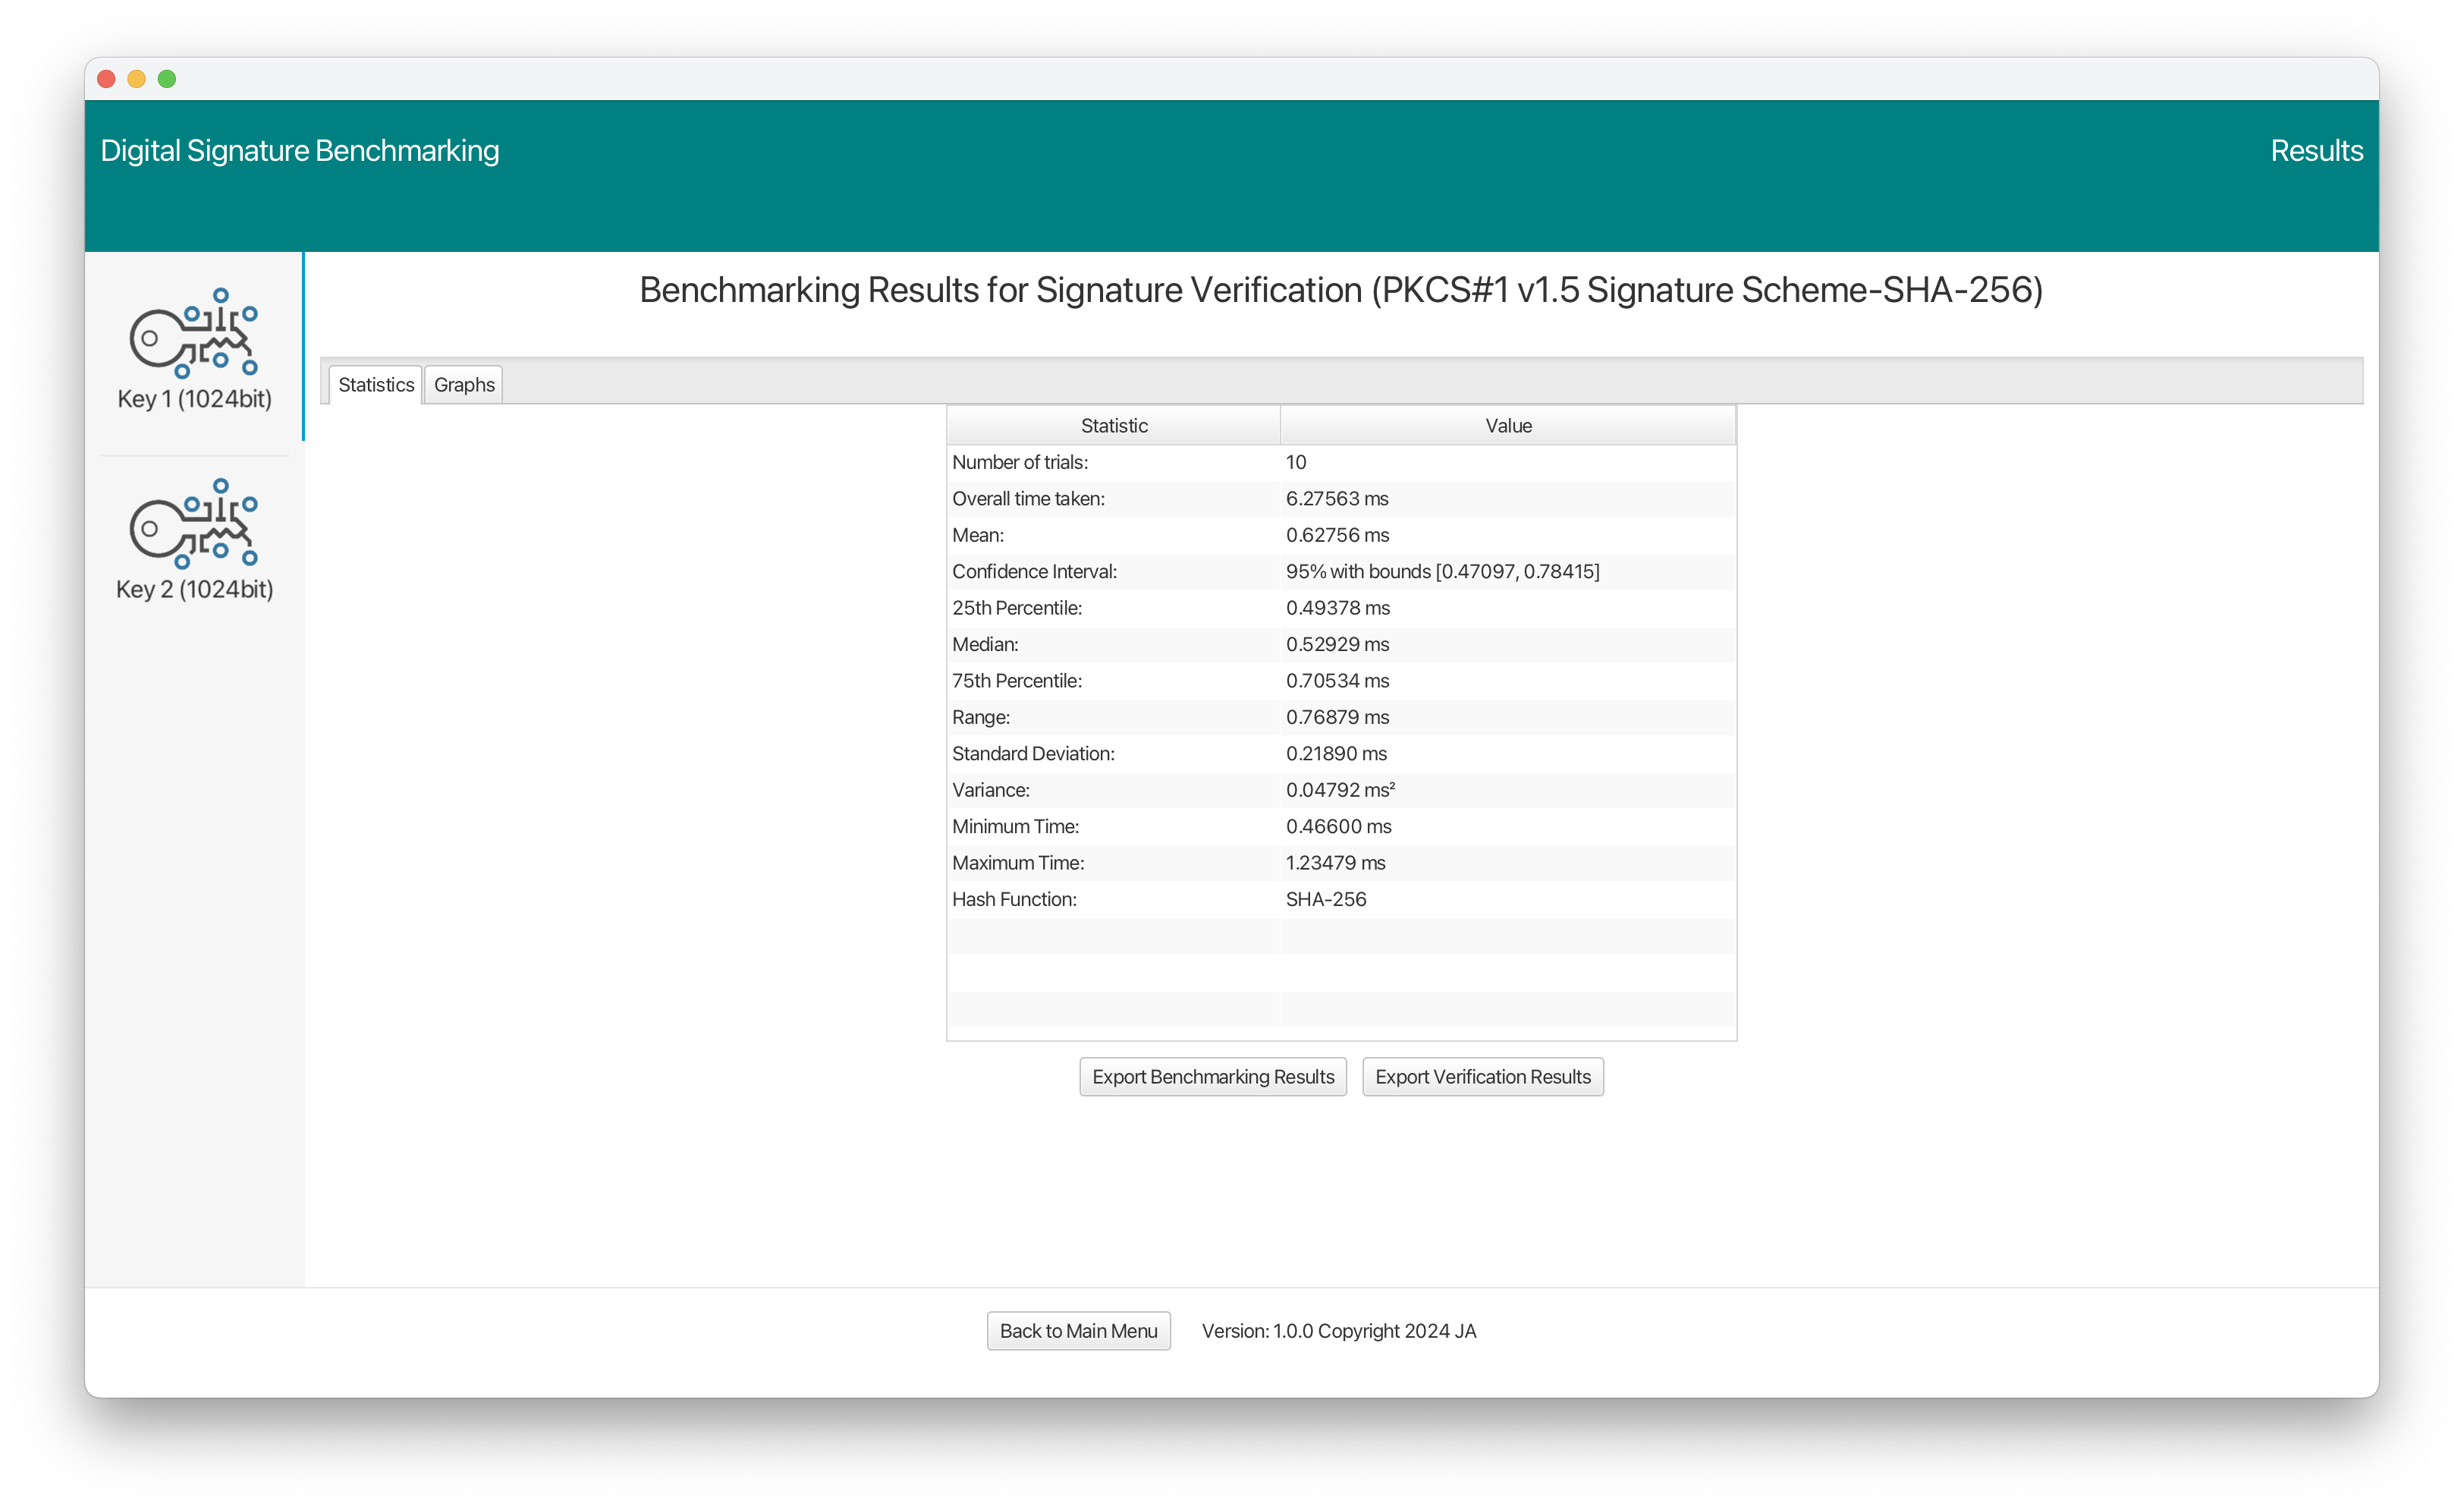 Digital Signature Benchmarking
Results
Key 1 (1024bit)
Key 2 (1024bit)
Benchmarking Results for Signature Verification (PKCS#1 v1.5 Signature Scheme-SHA-256)
Statistics Graphs
Statistic Value
Number of trials: 10
Overall time taken: 6.27563 ms
Mean: 0.62756 ms
Confidence Interval: 95% with bounds [0.47097, 0.78415]
25th Percentile: 0.49378 ms
Median: 0.52929 ms
75th Percentile: 0.70534 ms
Range: 0.76879 ms
Standard Deviation: 0.21890 ms
Variance: 0.04792 ms²
Minimum Time: 0.46600 ms
Maximum Time: 1.23479 ms
Hash Function: SHA-256
Export Benchmarking Results Export Verification Results
Back to Main Menu Version: 1.0.0 Copyright 2024 JA